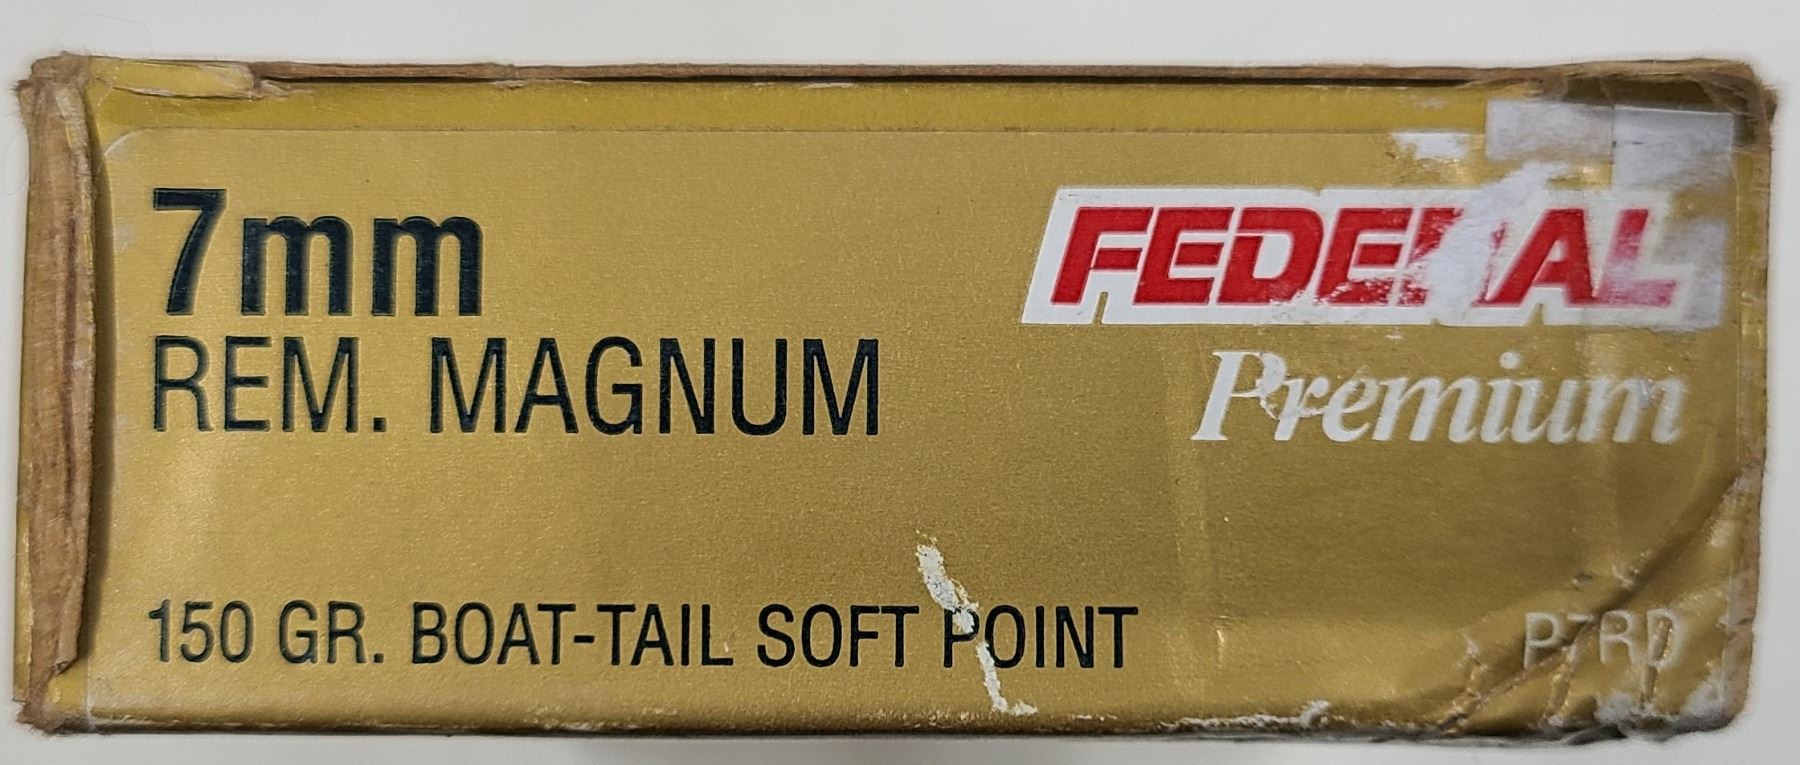 7mm
REM. MAGNUM
FEDERAL
Premium
150 GR. BOAT-TAIL SOFT POINT
P7RD